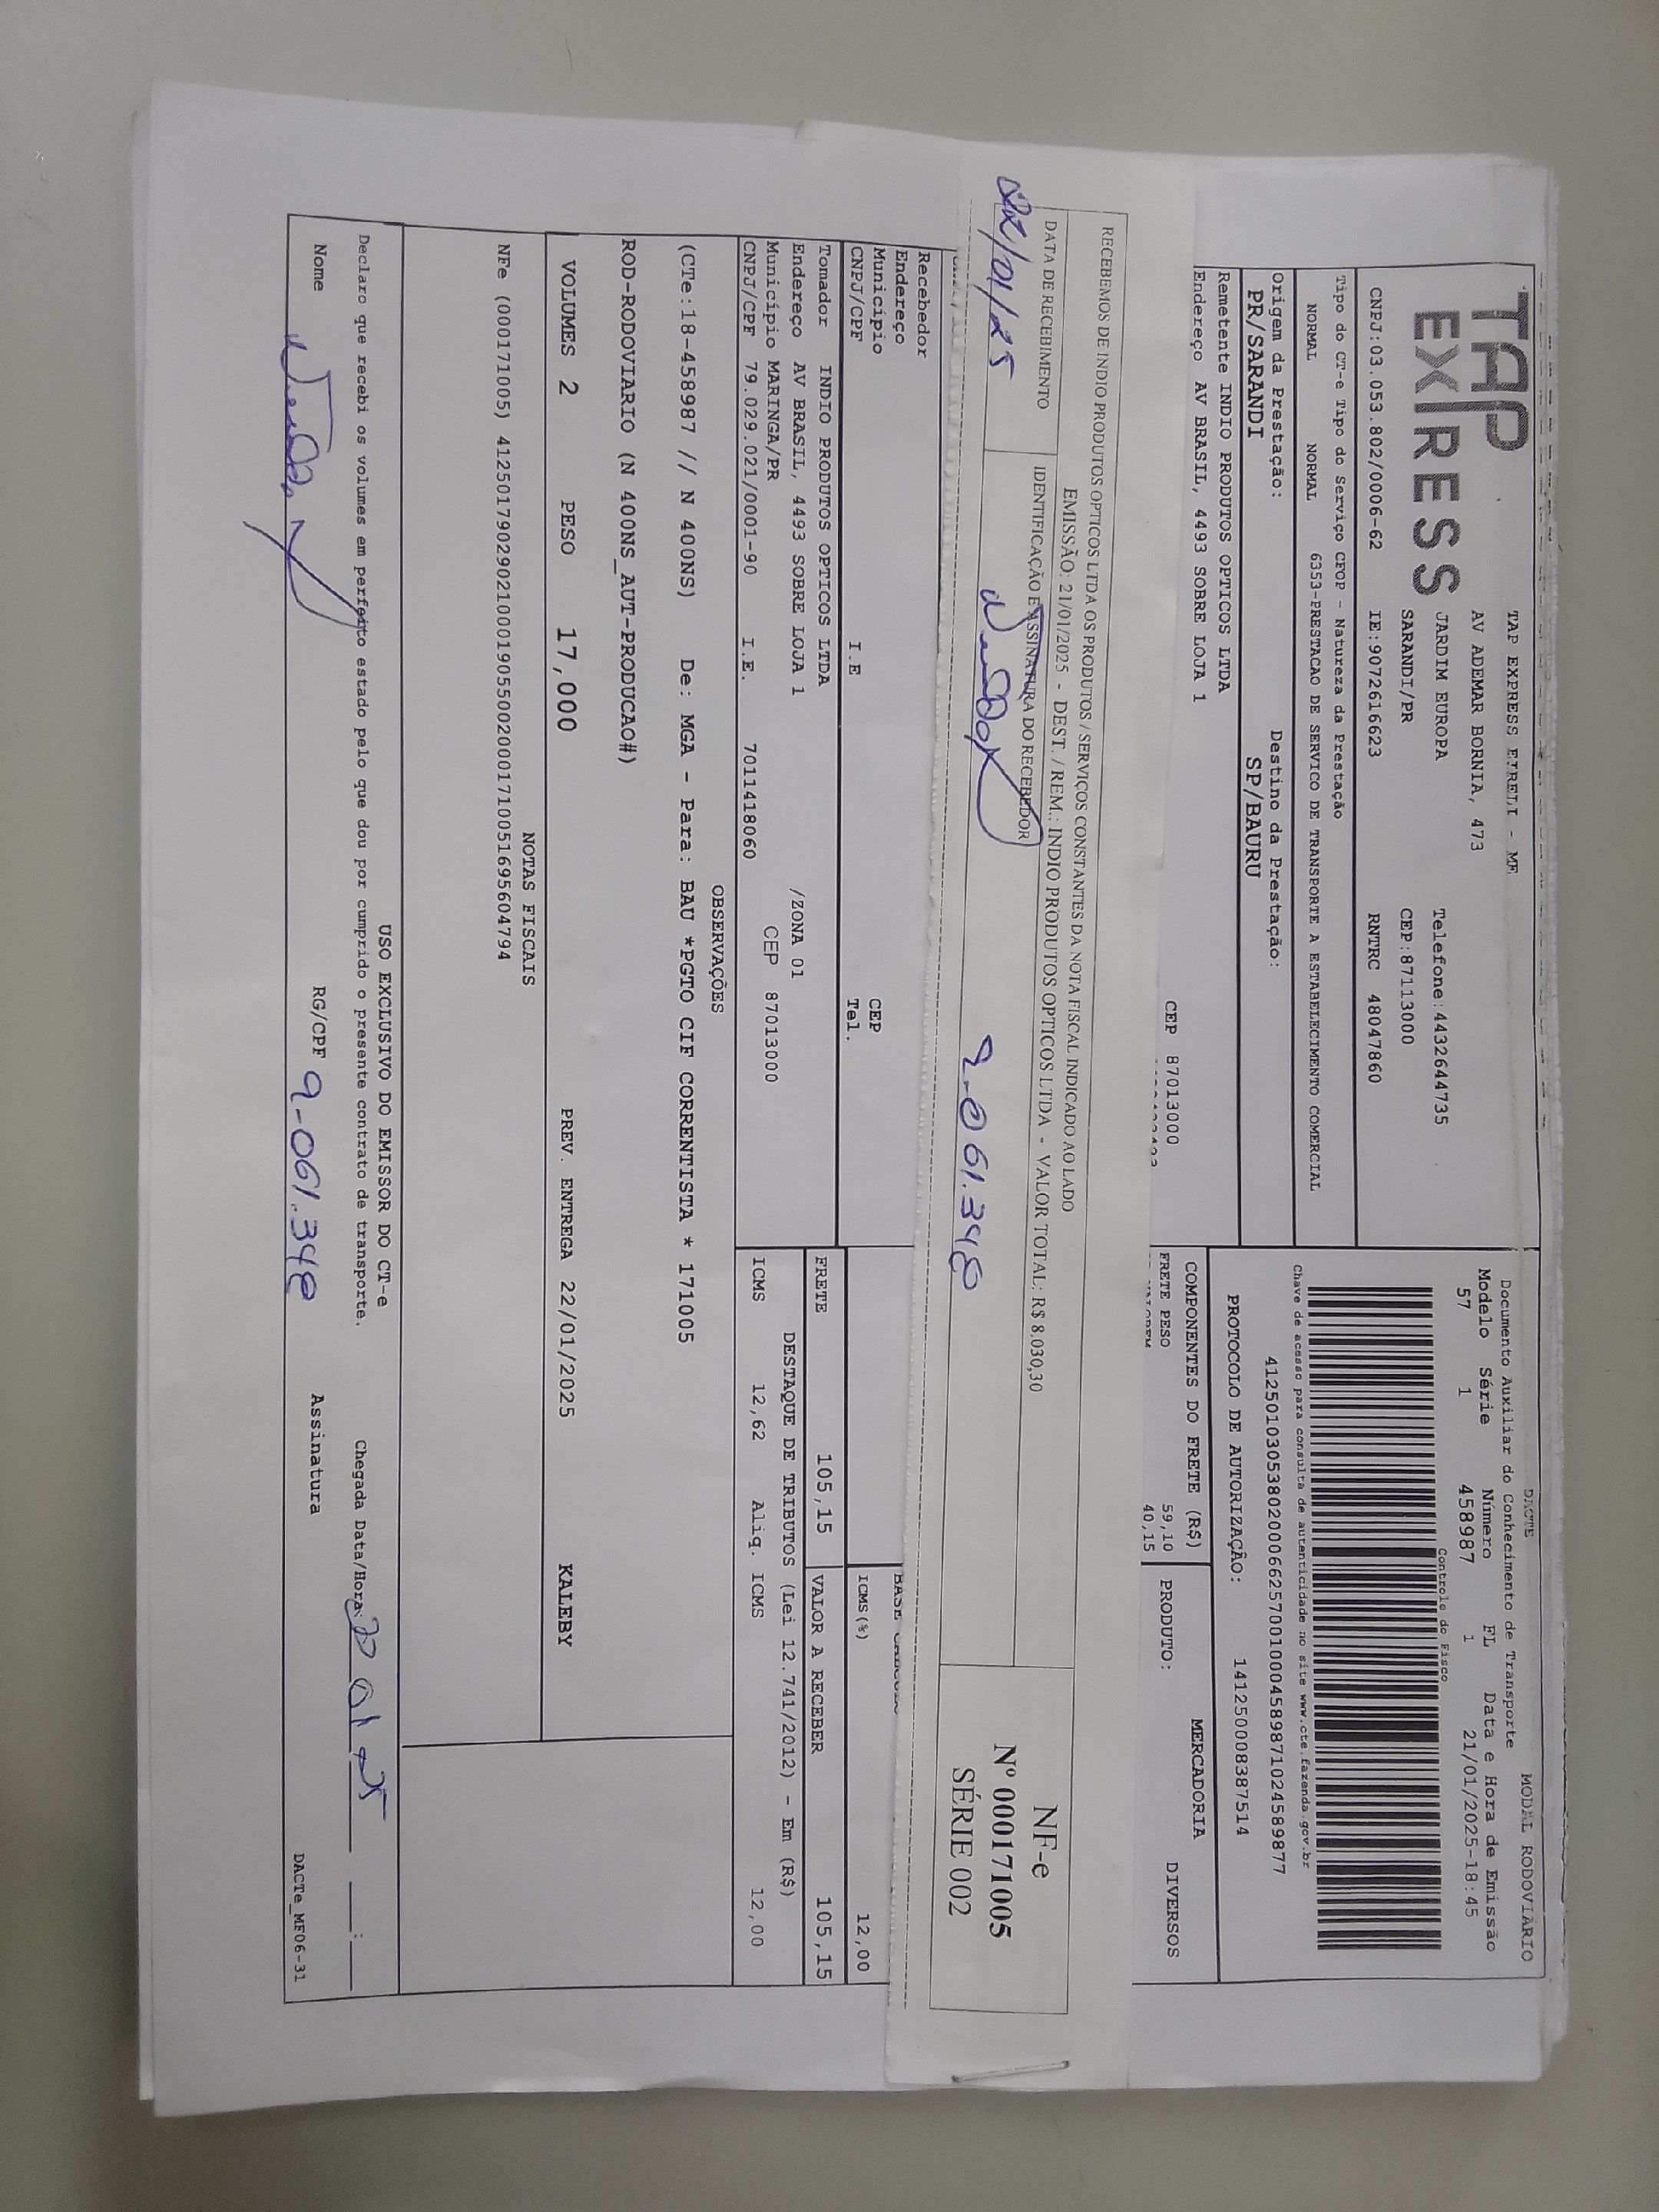 TAP
EXPRESS
TAP EXPRESS EIRELI - ME
AV ADEMAR BORNIA, 473
JARDIM EUROPA Telefone:4432644735
SARANDI/PR CEP:87113000
CNPJ:03.053.802/0006-62 IE:9072616623 RNTRC 48047860
Tipo do CT-e Tipo do Serviço CFOP - Natureza da Prestação
NORMAL NORMAL 6353-PRESTACAO DE SERVICO DE TRANSPORTE A ESTABELECIMENTO COMERCIAL
Origem da Prestação: Destino da Prestação:
PR/SARANDI SP/BAURU
Remetente INDIO PRODUTOS OPTICOS LTDA
Endereço AV BRASIL, 4493 SOBRE LOJA 1
CEP 87013000
DACTE MODAL RODOVIÁRIO
Documento Auxiliar do Conhecimento de Transporte
Modelo Série Número FL Data e Hora de Emissão
57 1 458987 1 21/01/2025-18:45
Controle do Fisco
Chave de acesso para consulta de autenticidade no site www.cte.fazenda.gov.br
41250103053802000662570010004589871024589877
PROTOCOLO DE AUTORIZAÇÃO: 141250008387514
COMPONENTES DO FRETE (R$) MERCADORIA
FRETE PESO 59,10 PRODUTO: DIVERSOS
40,15
RECEBEMOS DE INDIO PRODUTOS OPTICOS LTDA OS PRODUTOS / SERVIÇOS CONSTANTES DA NOTA FISCAL INDICADO AO LADO
EMISSÃO: 21/01/2025 - DEST. / REM.: INDIO PRODUTOS OPTICOS LTDA - VALOR TOTAL: R$ 8.030,30
DATA DE RECEBIMENTO IDENTIFICAÇÃO E ASSINATURA DO RECEBEDOR
22/01/25 9.061.348
NF-e
Nº 000171005
SÉRIE 002
Recebedor
Endereço
Município CEP
CNPJ/CPF I.E Tel.
ICMS(%) 12,00
Tomador INDIO PRODUTOS OPTICOS LTDA
Endereço AV BRASIL, 4493 SOBRE LOJA 1 /ZONA 01
Município MARINGA/PR CEP 87013000
CNPJ/CPF 79.029.021/0001-90 I.E. 7011418060
FRETE 105,15 VALOR A RECEBER 105,15
DESTAQUE DE TRIBUTOS (Lei 12.741/2012) - Em (R$)
ICMS 12,62 Aliq. ICMS 12,00
OBSERVAÇÕES
(CTe:18-458987 // N 400NS) De: MGA - Para: BAU *PGTO CIF CORRENTISTA * 171005
ROD-RODOVIARIO (N 400NS_AUT-PRODUCAO#)
VOLUMES 2 PESO 17,000 PREV. ENTREGA 22/01/2025 KALEBY
NOTAS FISCAIS
NFe (000171005) 41250179029021000190550020001710051695604794
USO EXCLUSIVO DO EMISSOR DO CT-e
Declaro que recebi os volumes em perfeito estado pelo que dou por cumprido o presente contrato de transporte. Chegada Data/Hora: 22 01 25 :
Nome RG/CPF 9-061.348 Assinatura
DACTe_MF06-31